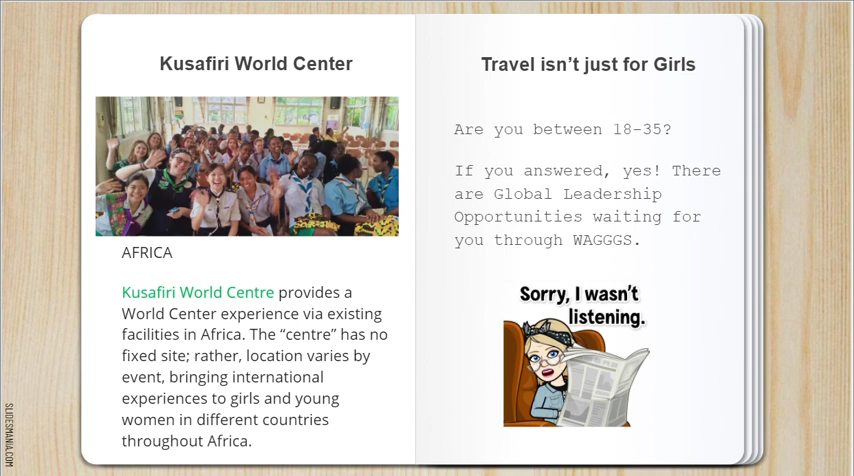 Kusafiri World Center
AFRICA
Kusafiri World Centre provides a
World Center experience via existing
facilities in Africa. The “centre” has no
fixed site; rather, location varies by
event, bringing international
experiences to girls and young
women in different countries
throughout Africa.
Travel isn’t just for Girls
Are you between 18-35?
If you answered, yes! There
are Global Leadership
Opportunities waiting for
you through WAGGGS.
Sorry, I wasn’t
listening.
SLIDESMANIA.COM